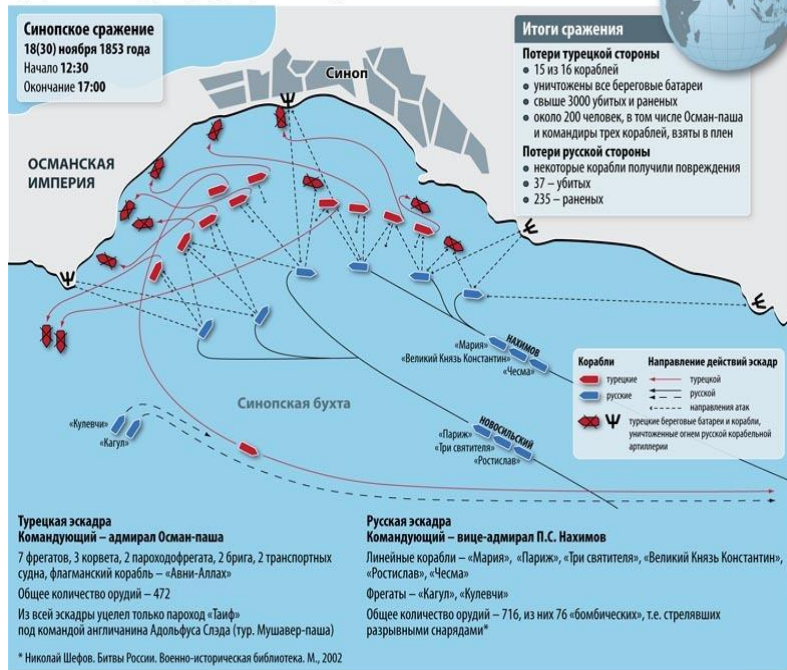 Синопское сражение
18(30) ноября 1853 года
Начало 12:30
Окончание 17:00
Итоги сражения
Потери турецкой стороны
• 15 из 16 кораблей
• уничтожены все береговые батареи
• свыше 3000 убитых и раненых
• около 200 человек, в том числе Осман-паша
и командиры трех кораблей, взяты в плен
Потери русской стороны
• некоторые корабли получили повреждения
• 37 – убитых
• 235 – раненых
Синоп
ОСМАНСКАЯ
ИМПЕРИЯ
НАХИМОВ
«Мария»
«Великий Князь Константин»
«Чесма»
Корабли
турецкие
русские
Направление действий эскадр
турецкой
русской
направления атак
турецкие береговые батареи и корабли,
уничтоженные огнем русской корабельной
артиллерии
Синопская бухта
«Кулевчи»
«Кагул»
НОВОСИЛЬСКИЙ
«Париж»
«Три святителя»
«Ростислав»
Турецкая эскадра
Командующий – адмирал Осман-паша
7 фрегатов, 3 корвета, 2 пароходофрегата, 2 брига, 2 транспортных
судна, флагманский корабль – «Авни-Аллах»
Общее количество орудий – 472
Из всей эскадры уцелел только пароход «Таиф»
под командой англичанина Адольфуса Слэда (тур. Мушавер-паша)
Русская эскадра
Командующий – вице-адмирал П.С. Нахимов
Линейные корабли – «Мария», «Париж», «Три святителя», «Великий Князь Константин»,
«Ростислав», «Чесма»
Фрегаты – «Кагул», «Кулевчи»
Общее количество орудий – 716, из них 76 «бомбических», т.е. стрелявших
разрывными снарядами*
* Николай Шефов. Битвы России. Военно-историческая библиотека. М., 2002